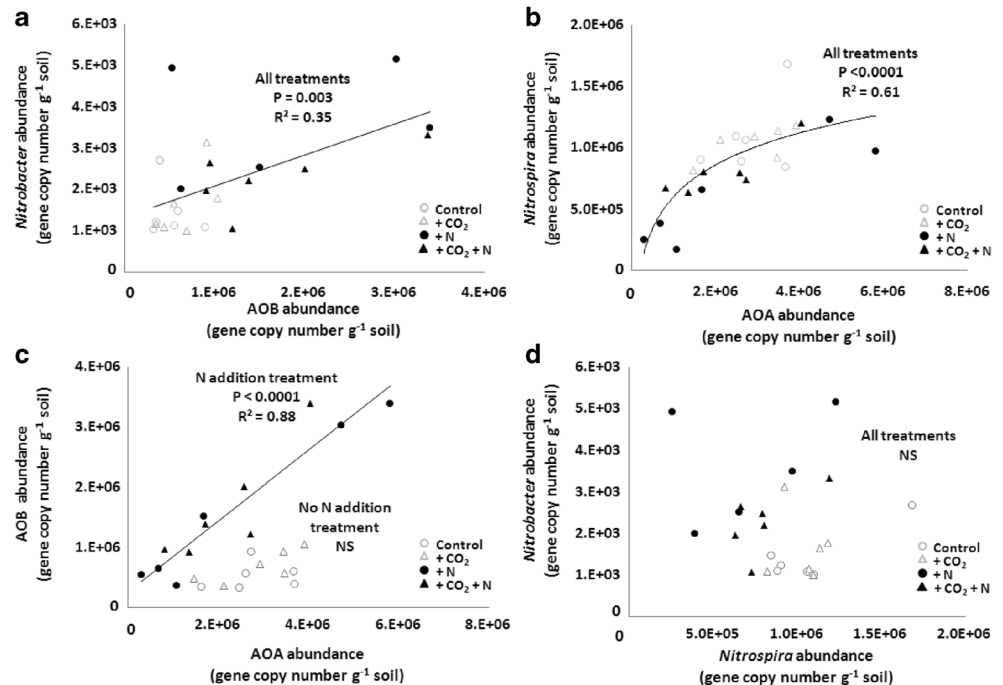 a
Nitrobacter abundance
(gene copy number g⁻¹ soil)
6.E+03
5.E+03
4.E+03
3.E+03
2.E+03
1.E+03
0
All treatments
P = 0.003
R² = 0.35
Control
+ CO₂
+ N
+ CO₂ + N
0
1.E+06
2.E+06
3.E+06
4.E+06
AOB abundance
(gene copy number g⁻¹ soil)
b
Nitrospira abundance
(gene copy number g⁻¹ soil)
2.E+06
1.E+06
1.E+06
5.E+05
0
All treatments
P <0.0001
R² = 0.61
Control
+ CO₂
+ N
+ CO₂ + N
0
2.E+06
4.E+06
6.E+06
8.E+06
AOA abundance
(gene copy number g⁻¹ soil)
c
AOB abundance
(gene copy number g⁻¹ soil)
4.E+06
3.E+06
2.E+06
1.E+06
0
N addition treatment
P < 0.0001
R² = 0.88
No N addition
treatment
NS
Control
+ CO₂
+ N
+ CO₂ + N
0
2.E+06
4.E+06
6.E+06
8.E+06
AOA abundance
(gene copy number g⁻¹ soil)
d
Nitrobacter abundance
(gene copy number g⁻¹ soil)
6.E+03
5.E+03
4.E+03
3.E+03
2.E+03
1.E+03
0
All treatments
NS
Control
+ CO₂
+ N
+ CO₂ + N
0
5.0E+05
1.0E+06
1.5E+06
2.0E+06
Nitrospira abundance
(gene copy number g⁻¹ soil)